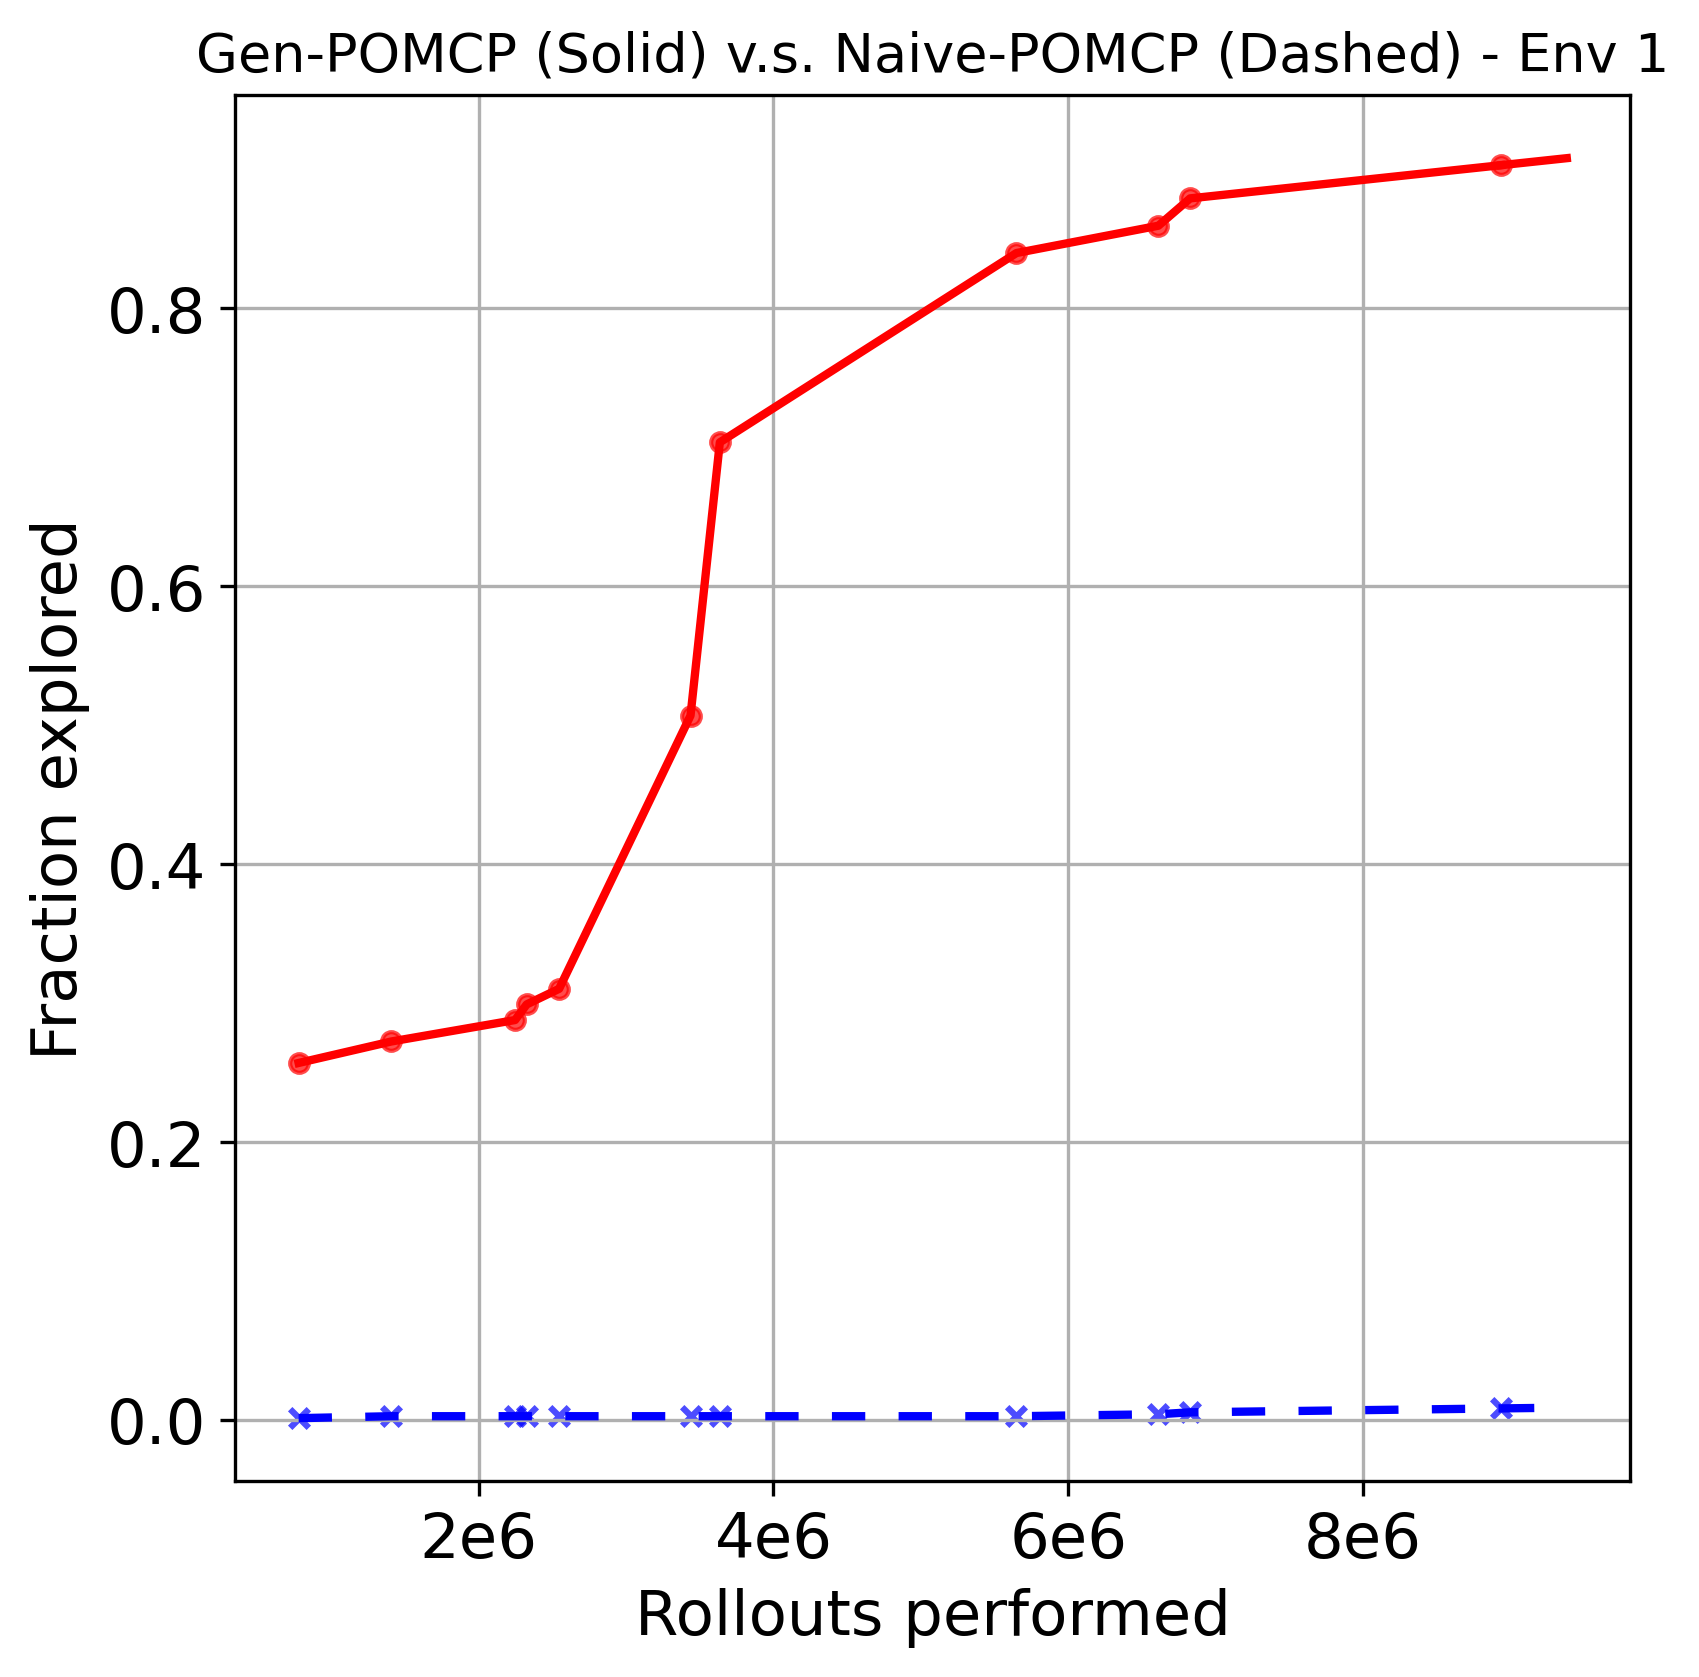 Gen-POMCP (Solid) v.s. Naive-POMCP (Dashed) - Env 1
Fraction explored
0.8
0.6
0.4
0.2
0.0
2e6 4e6 6e6 8e6
Rollouts performed